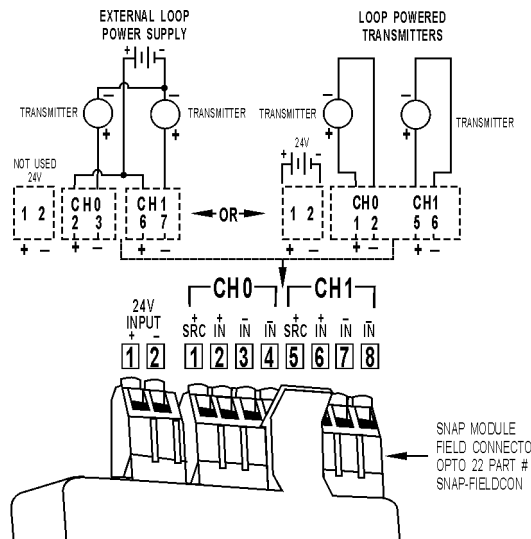 EXTERNAL LOOP
POWER SUPPLY
+ −
− −
TRANSMITTER TRANSMITTER
+ +
NOT USED
24V
1 2 CH0 CH1
2 3 6 7
+ − + − + −
OR
LOOP POWERED
TRANSMITTERS
− −
TRANSMITTER TRANSMITTER
+ +
24V
+ −
1 2 CH0 CH1
1 2 5 6
+ − + − + −
CH0 CH1
24V
INPUT
+ − + + − − + + − −
SRC IN IN IN SRC IN IN IN
1 2 1 2 3 4 5 6 7 8
SNAP MODULE
FIELD CONNECTO
OPTO 22 PART #
SNAP-FIELDCON